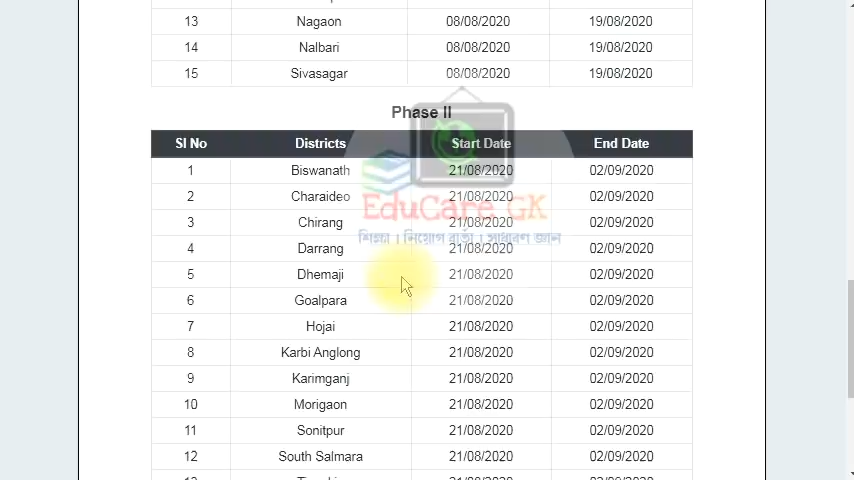 13 Nagaon 08/08/2020 19/08/2020
14 Nalbari 08/08/2020 19/08/2020
15 Sivasagar 08/08/2020 19/08/2020
Phase II
Sl No Districts Start Date End Date
1 Biswanath 21/08/2020 02/09/2020
2 Charaideo 21/08/2020 02/09/2020
3 Chirang 21/08/2020 02/09/2020
EduCare GK
শিক্ষা । নিয়োগ বাৰ্তা । সাধাৰণ জ্ঞান
4 Darrang 21/08/2020 02/09/2020
5 Dhemaji 21/08/2020 02/09/2020
6 Goalpara 21/08/2020 02/09/2020
7 Hojai 21/08/2020 02/09/2020
8 Karbi Anglong 21/08/2020 02/09/2020
9 Karimganj 21/08/2020 02/09/2020
10 Morigaon 21/08/2020 02/09/2020
11 Sonitpur 21/08/2020 02/09/2020
12 South Salmara 21/08/2020 02/09/2020